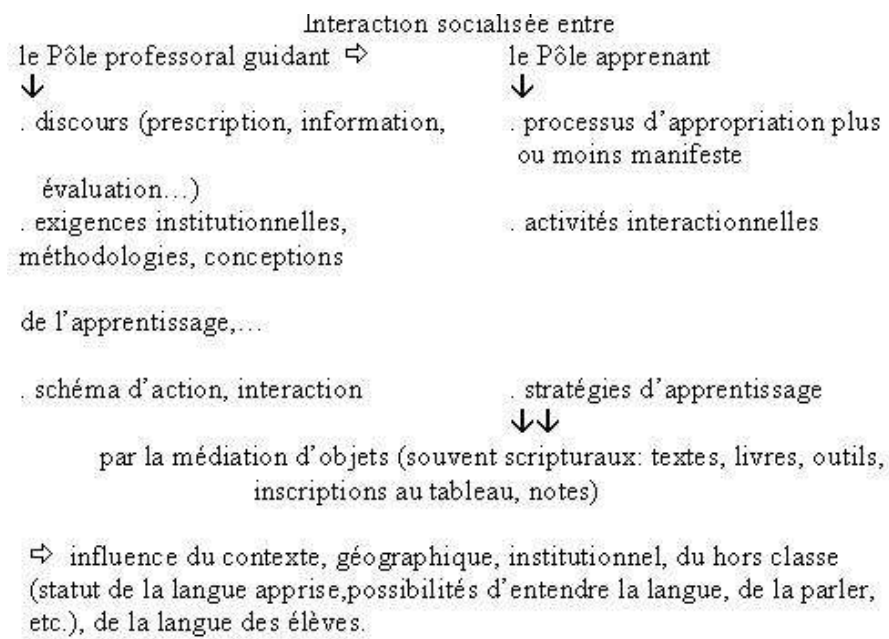 Interaction socialisée entre
le Pôle professoral guidant ⇨ le Pôle apprenant
↓ ↓
. discours (prescription, information, . processus d'appropriation plus
ou moins manifeste
évaluation…)
. exigences institutionnelles, . activités interactionnelles
méthodologies, conceptions
de l'apprentissage,…
. schéma d'action, interaction . stratégies d'apprentissage
↓↓
par la médiation d'objets (souvent scripturaux: textes, livres, outils,
inscriptions au tableau, notes)
⇨ influence du contexte, géographique, institutionnel, du hors classe
(statut de la langue apprise,possibilités d'entendre la langue, de la parler,
etc.), de la langue des élèves.